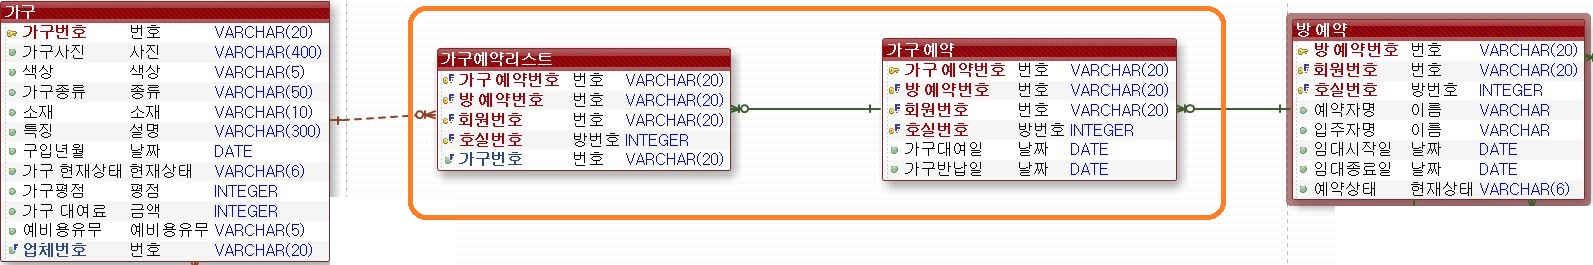 가구
가구번호 번호 VARCHAR(20)
가구사진 사진 VARCHAR(400)
색상 색상 VARCHAR(5)
가구종류 종류 VARCHAR(50)
소재 소재 VARCHAR(10)
특징 설명 VARCHAR(300)
구입년월 날짜 DATE
가구 현재상태 현재상태 VARCHAR(6)
가구평점 평점 INTEGER
가구 대여료 금액 INTEGER
예비용유무 예비용유무 VARCHAR(5)
업체번호 번호 VARCHAR(20)
가구예약리스트
가구 예약번호 번호 VARCHAR(20)
방 예약번호 번호 VARCHAR(20)
회원번호 번호 VARCHAR(20)
호실번호 방번호 INTEGER
가구번호 번호 VARCHAR(20)
가구 예약
가구 예약번호 번호 VARCHAR(20)
방 예약번호 번호 VARCHAR(20)
회원번호 번호 VARCHAR(20)
호실번호 방번호 INTEGER
가구대여일 날짜 DATE
가구반납일 날짜 DATE
방 예약
방 예약번호 번호 VARCHAR(20)
회원번호 번호 VARCHAR(20)
호실번호 방번호 INTEGER
예약자명 이름 VARCHAR
입주자명 이름 VARCHAR
임대시작일 날짜 DATE
임대종료일 날짜 DATE
예약상태 현재상태 VARCHAR(6)